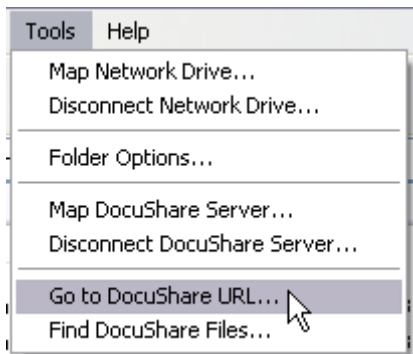 Tools Help
Map Network Drive...
Disconnect Network Drive...
Folder Options...
Map DocuShare Server...
Disconnect DocuShare Server...
Go to DocuShare URL...
Find DocuShare Files...